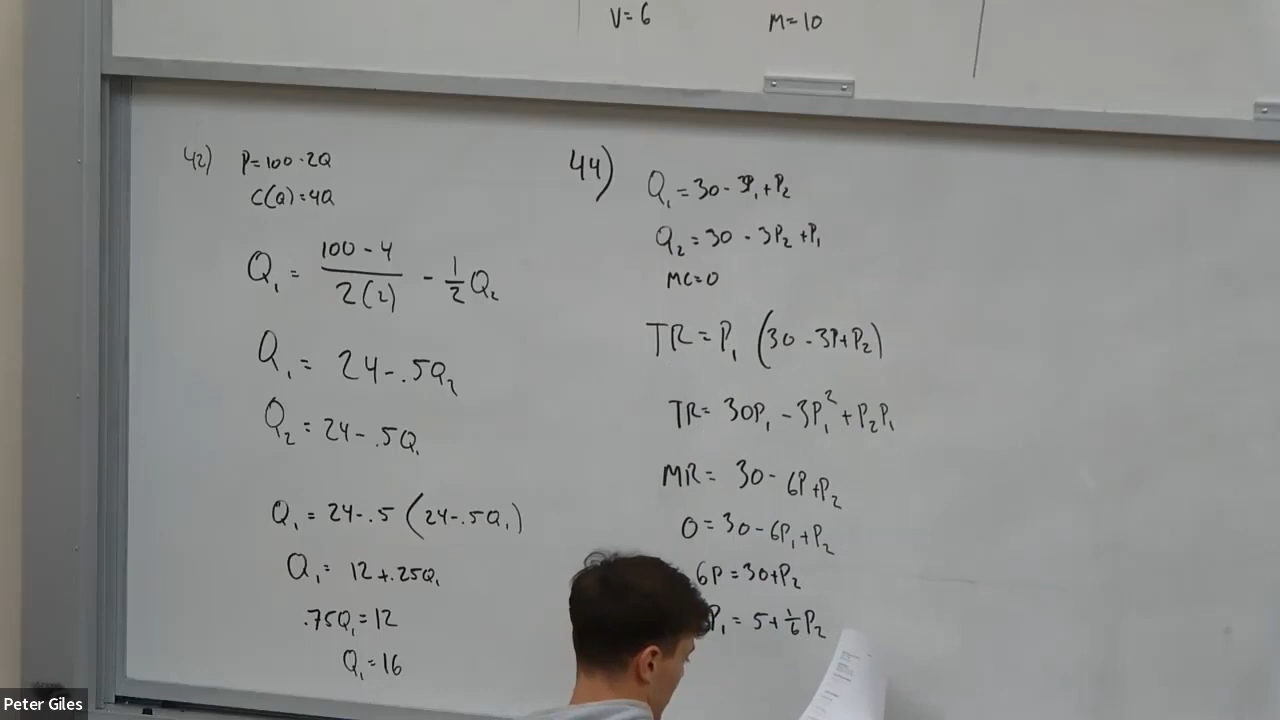 V=6
M=10
42) P=100-2Q
C(Q)=4Q
Q₁ = (100-4)/(2(2)) - 1/2 Q₂
Q₁ = 24-.5Q₂
Q₂ = 24-.5Q₁
Q₁ = 24-.5(24-.5Q₁)
Q₁ = 12+.25Q₁
.75Q₁=12
Q₁=16
44) Q₁=30-3P₁+P₂
Q₂=30-3P₂+P₁
MC=0
TR=P₁(30-3P+P₂)
TR=30P₁-3P₁²+P₂P₁
MR=30-6P+P₂
0=30-6P₁+P₂
6P=30+P₂
P₁=5+1/6P₂
Peter Giles